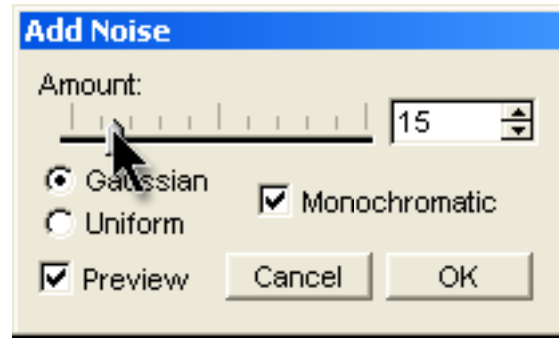 Add Noise
Amount:
15
Gaussian
Monochromatic
Uniform
Preview
Cancel
OK